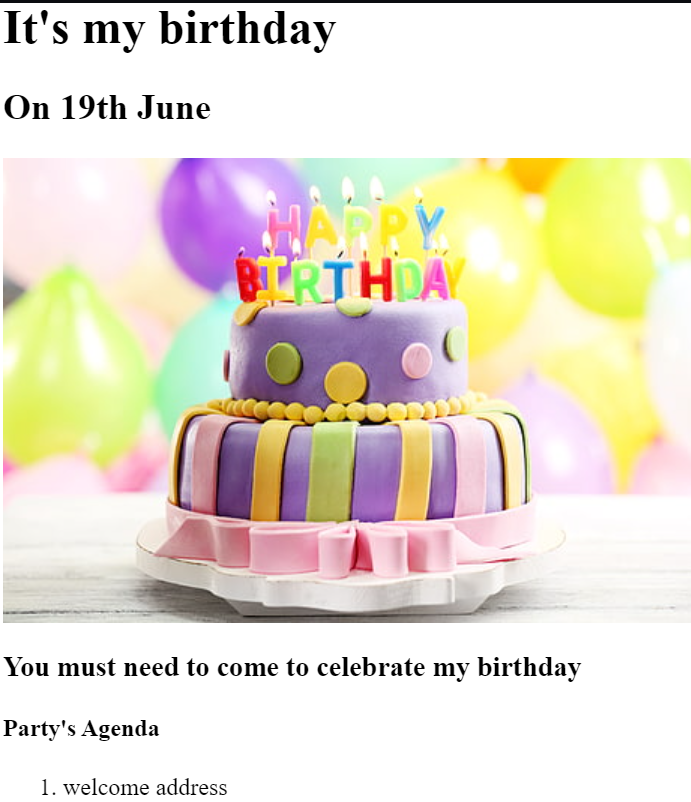 It's my birthday
On 19th June
HAPPY
BIRTHDAY
You must need to come to celebrate my birthday
Party's Agenda
1. welcome address